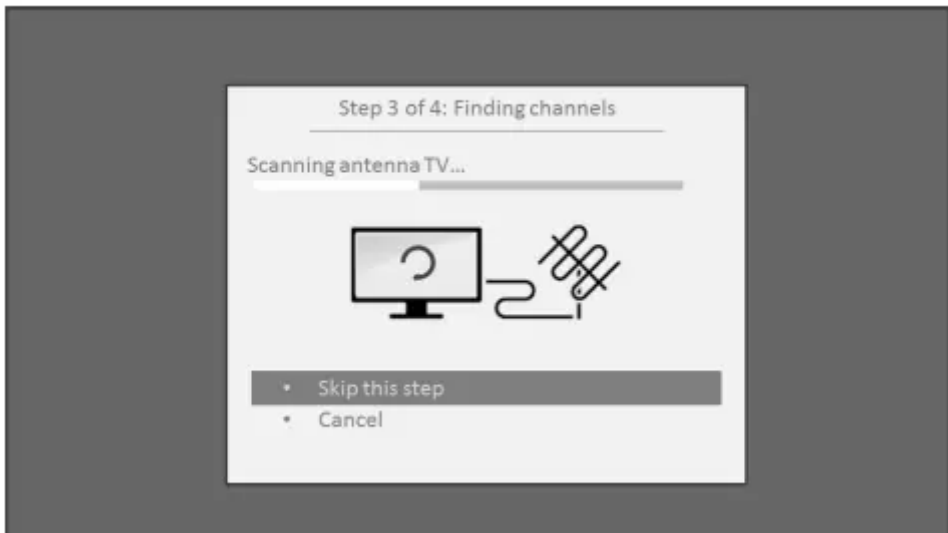 Step 3 of 4: Finding channels
Scanning antenna TV...
• Skip this step
• Cancel